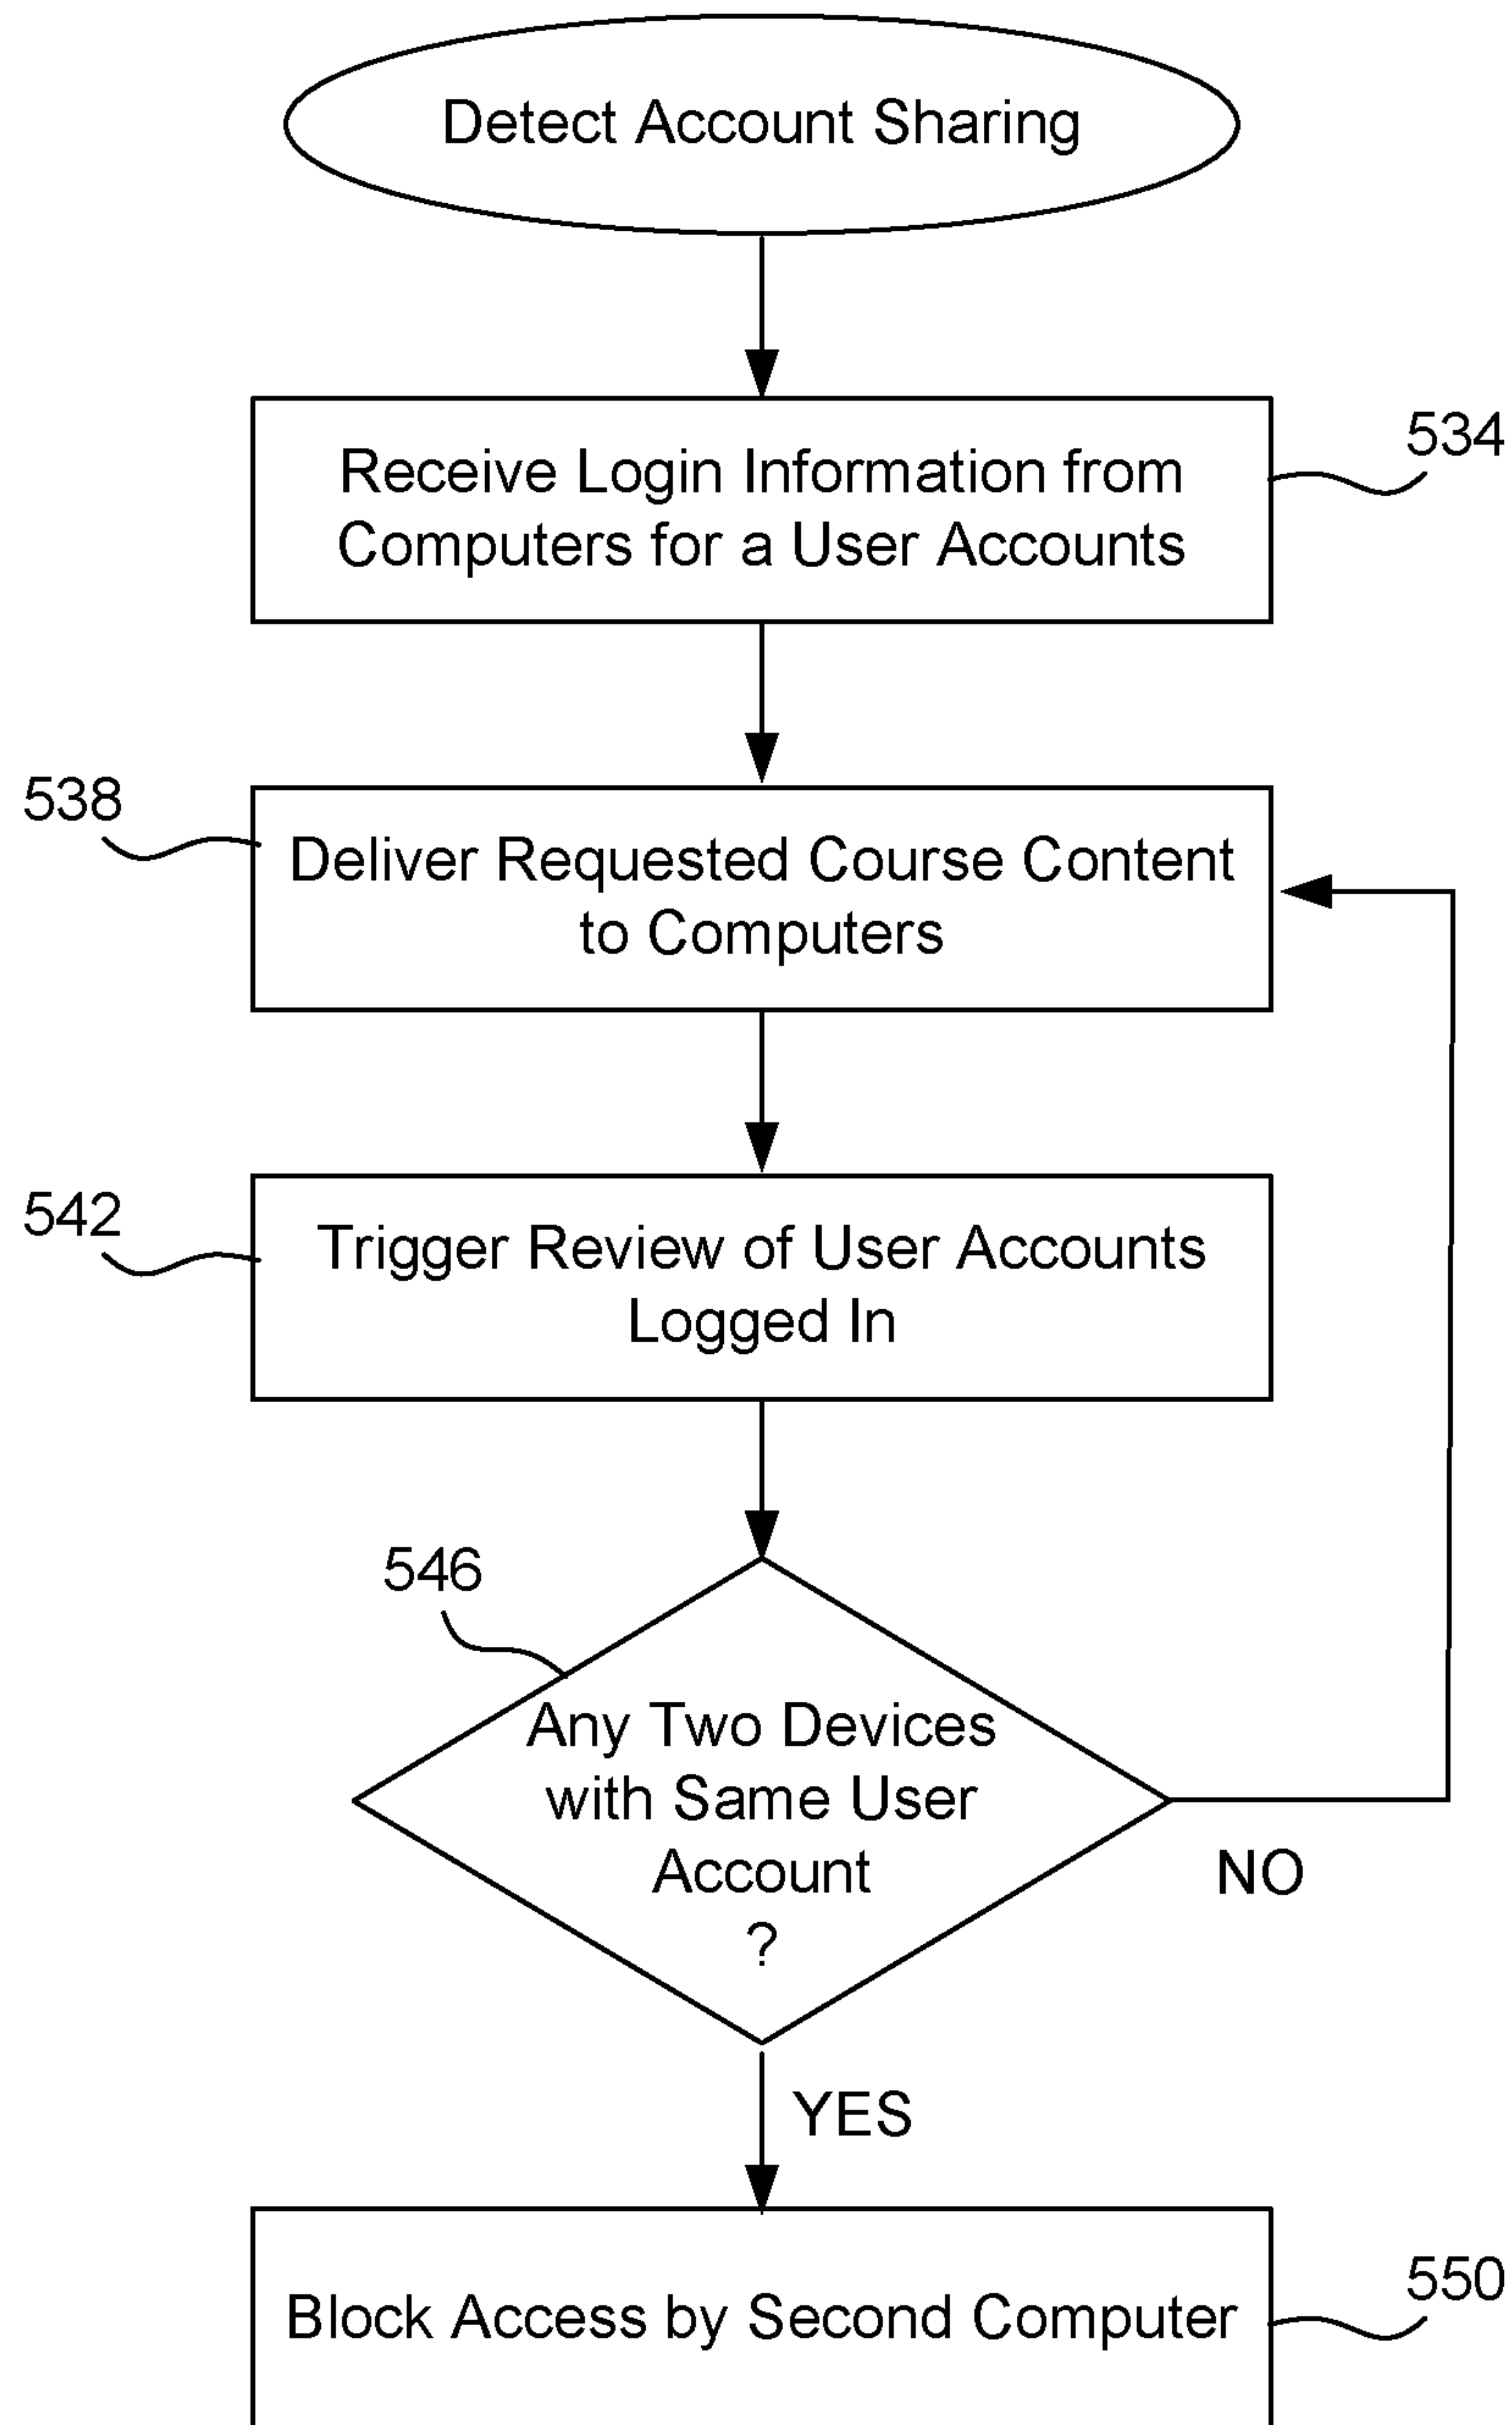 Detect Account Sharing
Receive Login Information from
Computers for a User Accounts
534
538
Deliver Requested Course Content
to Computers
542
Trigger Review of User Accounts
Logged In
546
Any Two Devices
with Same User
Account
?
NO
YES
Block Access by Second Computer
550